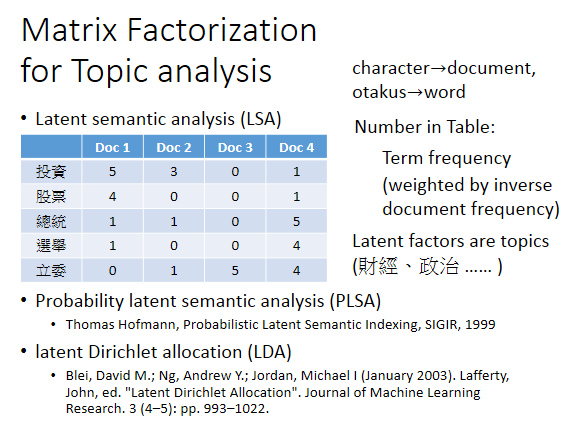 Matrix Factorization
for Topic analysis
• Latent semantic analysis (LSA)
Doc 1 Doc 2 Doc 3 Doc 4
投資 5 3 0 1
股票 4 0 0 1
總統 1 1 0 5
選舉 1 0 0 4
立委 0 1 5 4
character→document,
otakus→word
Number in Table:
Term frequency
(weighted by inverse
document frequency)
Latent factors are topics
(財經、政治 …… )
• Probability latent semantic analysis (PLSA)
• Thomas Hofmann, Probabilistic Latent Semantic Indexing, SIGIR, 1999
• latent Dirichlet allocation (LDA)
• Blei, David M.; Ng, Andrew Y.; Jordan, Michael I (January 2003). Lafferty,
John, ed. "Latent Dirichlet Allocation". Journal of Machine Learning
Research. 3 (4–5): pp. 993–1022.